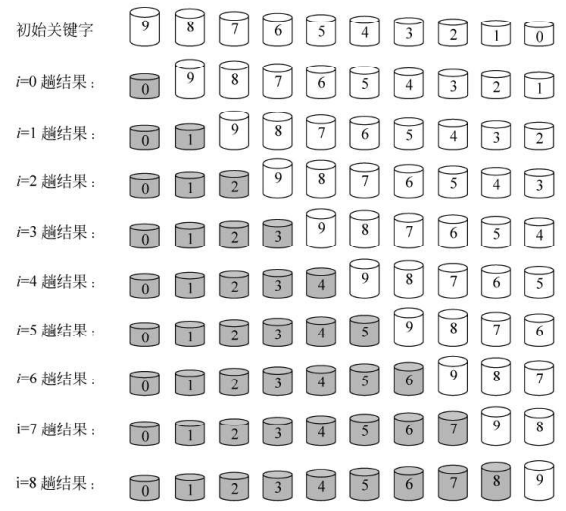 初始关键字 9 8 7 6 5 4 3 2 1 0
i=0 趟结果： 0 9 8 7 6 5 4 3 2 1
i=1 趟结果： 0 1 9 8 7 6 5 4 3 2
i=2 趟结果： 0 1 2 9 8 7 6 5 4 3
i=3 趟结果： 0 1 2 3 9 8 7 6 5 4
i=4 趟结果： 0 1 2 3 4 9 8 7 6 5
i=5 趟结果： 0 1 2 3 4 5 9 8 7 6
i=6 趟结果： 0 1 2 3 4 5 6 9 8 7
i=7 趟结果： 0 1 2 3 4 5 6 7 9 8
i=8 趟结果： 0 1 2 3 4 5 6 7 8 9